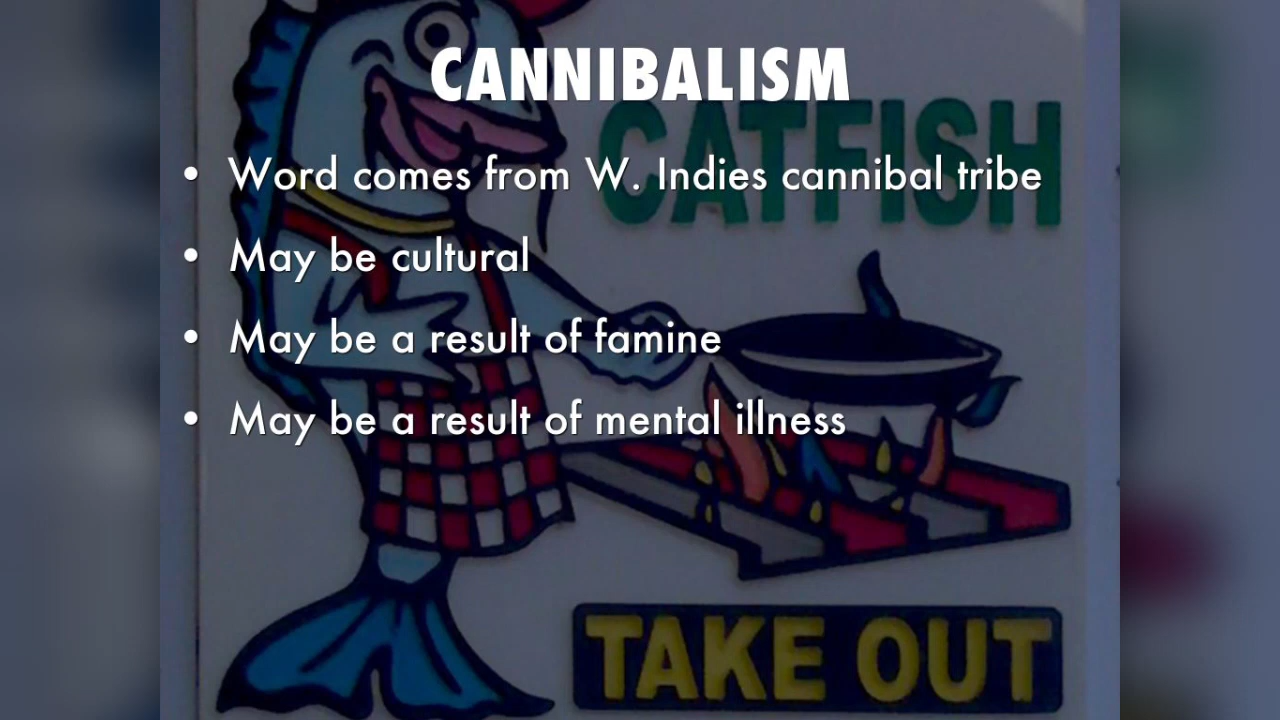 CANNIBALISM
CATFISH
• Word comes from W. Indies cannibal tribe
• May be cultural
• May be a result of famine
• May be a result of mental illness
TAKE OUT